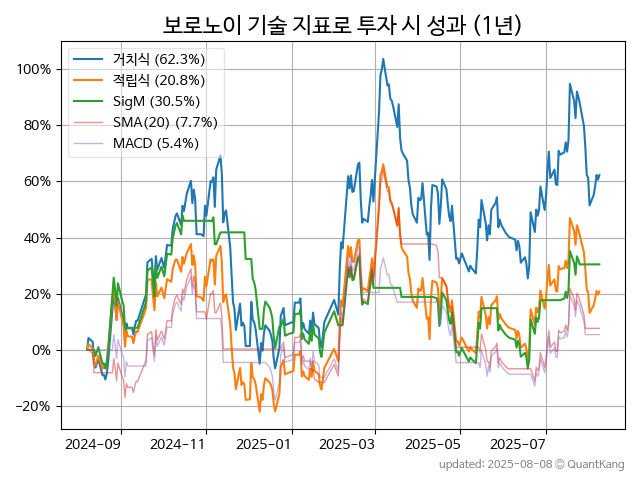 보로노이 기술 지표로 투자 시 성과 (1년)
거치식 (62.3%)
적립식 (20.8%)
SigM (30.5%)
SMA(20) (7.7%)
MACD (5.4%)
100%
80%
60%
40%
20%
0%
−20%
2024-09 2024-11 2025-01 2025-03 2025-05 2025-07
updated: 2025-08-08 © QuantKang